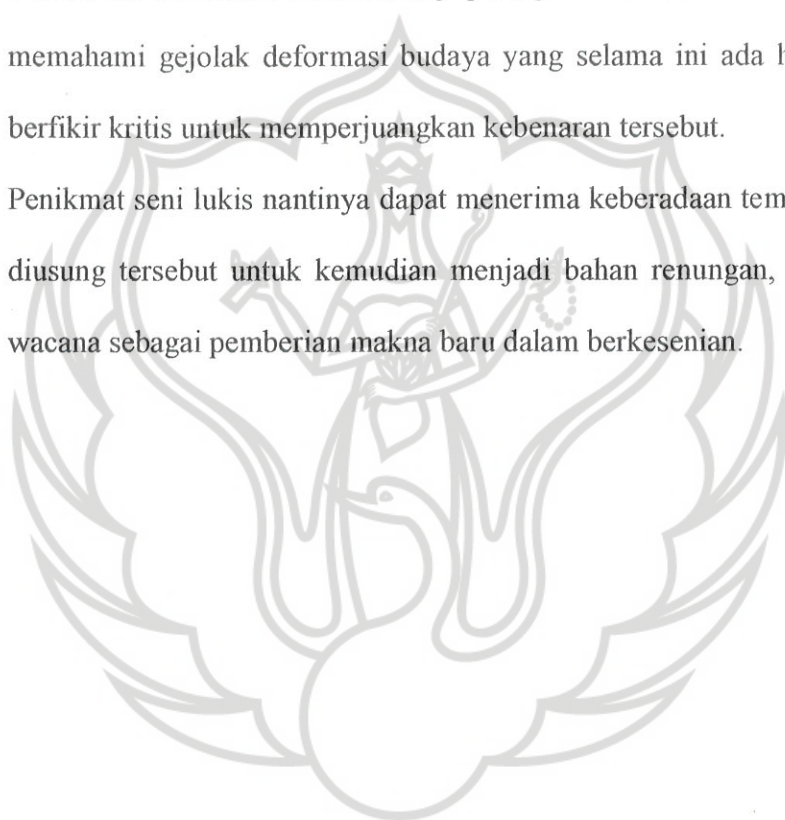 memahami gejolak deformasi budaya yang selama ini ada
berfikir kritis untuk memperjuangkan kebenaran tersebut.
Penikmat seni lukis nantinya dapat menerima keberadaan
diusung tersebut untuk kemudian menjadi bahan renungan,
wacana sebagai pemberian makna baru dalam berkesenian.